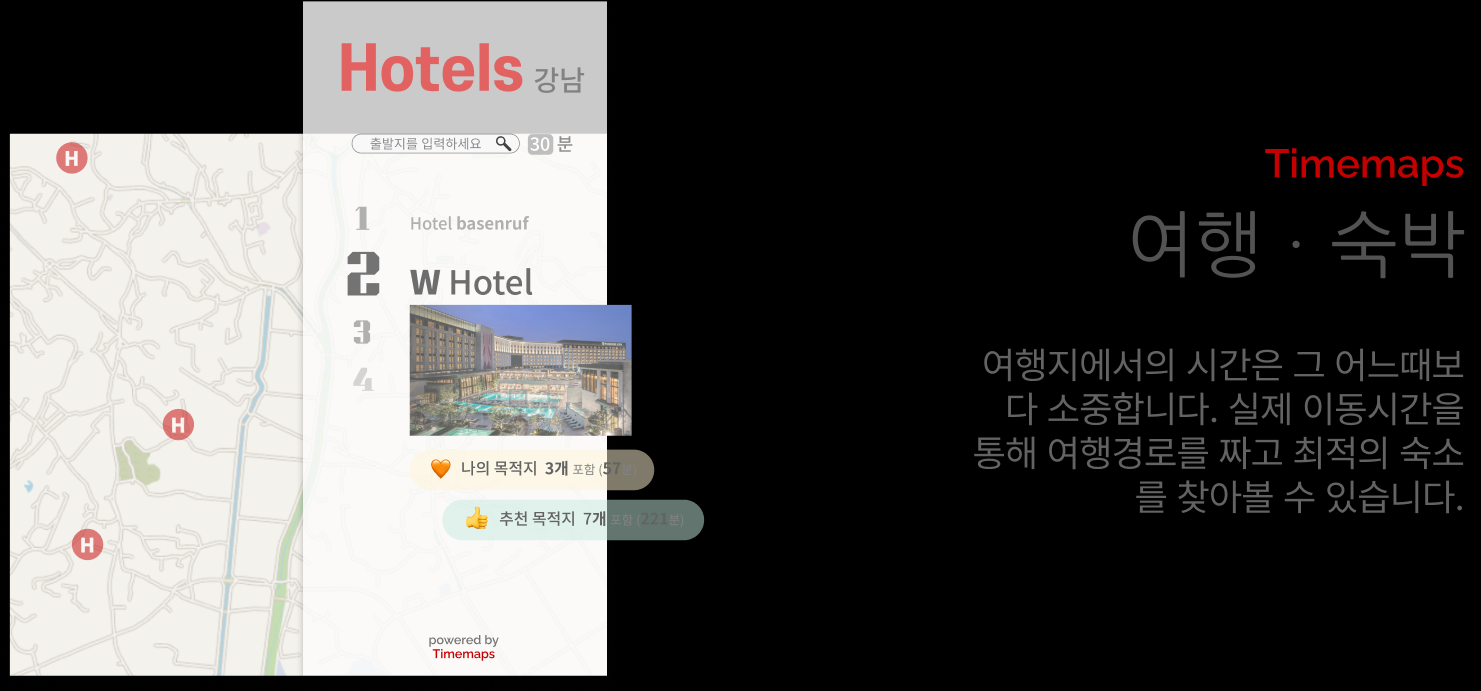 Hotels 강남
출발지를 입력하세요 30 분
H
H
H
1 Hotel basenruf
2 W Hotel
3
4
나의 목적지 3개 포함 (57분)
추천 목적지 7개 포함 (221분)
powered by
Timemaps
Timemaps
여행 · 숙박
여행지에서의 시간은 그 어느때보
다 소중합니다. 실제 이동시간을
통해 여행경로를 짜고 최적의 숙소
를 찾아볼 수 있습니다.